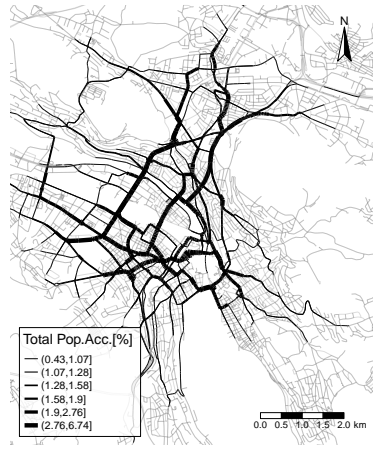 N
Total Pop.Acc.[%]
(0.43,1.07]
(1.07,1.28]
(1.28,1.58]
(1.58,1.9]
(1.9,2.76]
(2.76,6.74]
0.0 0.5 1.0 1.5 2.0 km